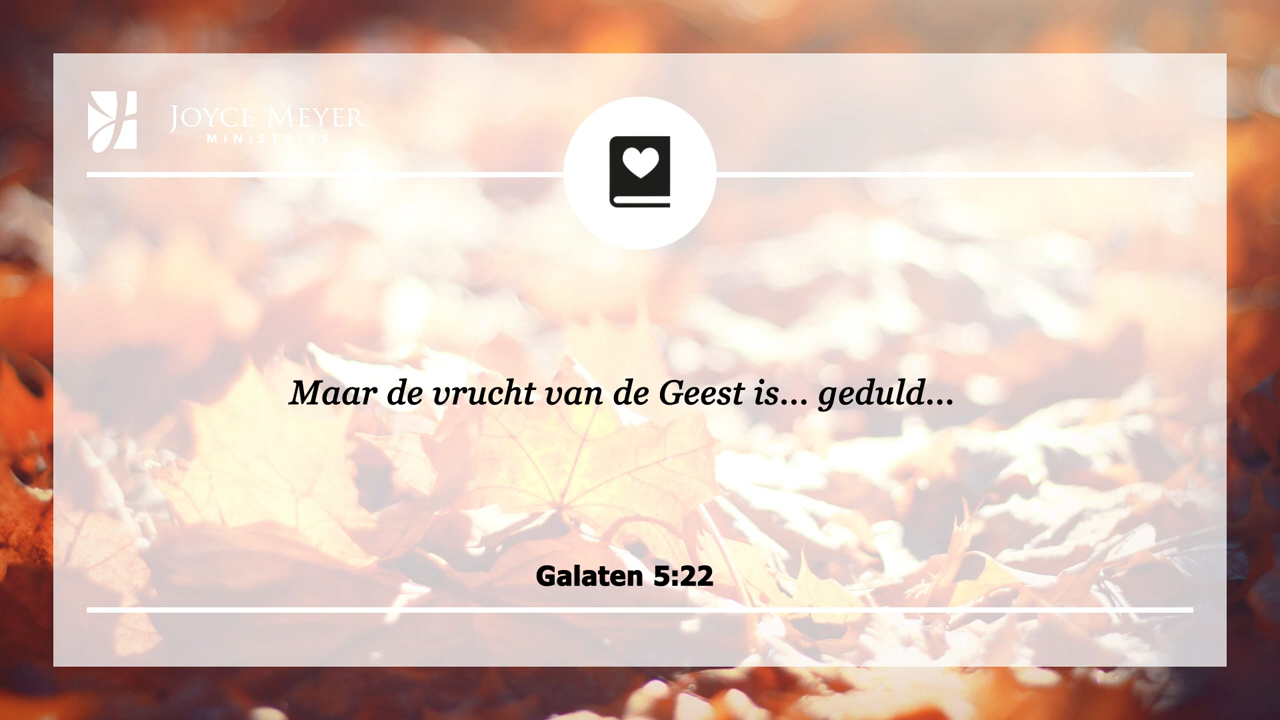 JOYCE MEYER
MINISTRIES
Maar de vrucht van de Geest is... geduld...
Galaten 5:22